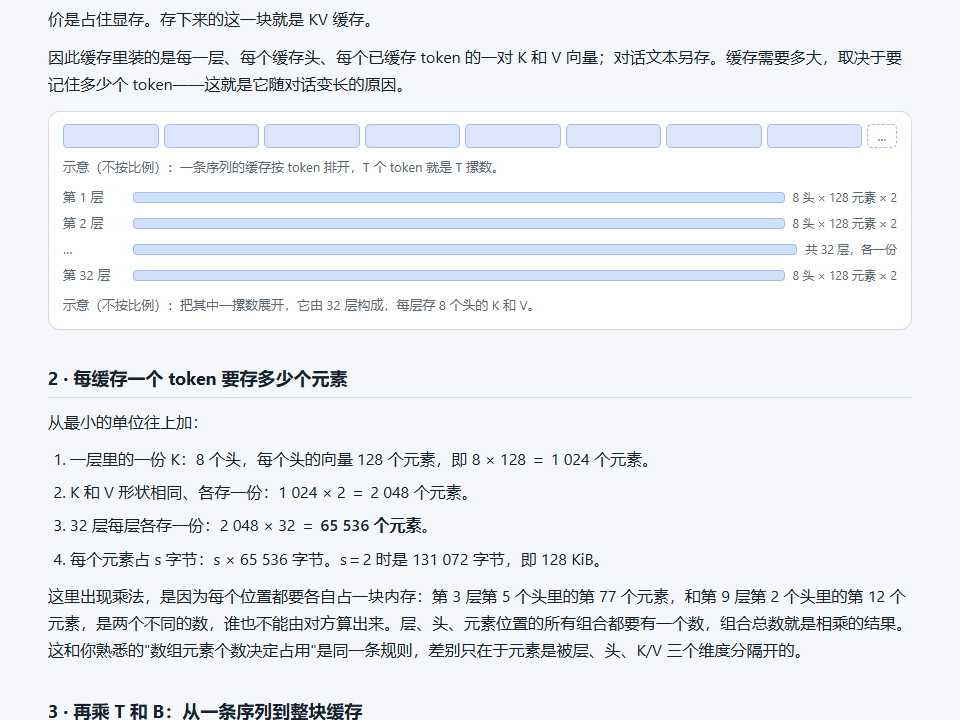 价是占住显存。存下来的这一块就是 KV 缓存。
因此缓存里装的是每一层、每个缓存头、每个已缓存 token 的一对 K 和 V 向量；对话文本另存。缓存需要多大，取决于要
记住多少个 token——这就是它随对话变长的原因。
...
示意（不按比例）：一条序列的缓存按 token 排开，T 个 token 就是 T 摞数。
第 1 层 8 头 × 128 元素 × 2
第 2 层 8 头 × 128 元素 × 2
... 共 32 层，各一份
第 32 层 8 头 × 128 元素 × 2
示意（不按比例）：把其中一摞数展开，它由 32 层构成，每层存 8 个头的 K 和 V。
2 · 每缓存一个 token 要存多少个元素
从最小的单位往上加：
1. 一层里的一份 K：8 个头，每个头的向量 128 个元素，即 8 × 128 = 1 024 个元素。
2. K 和 V 形状相同、各存一份：1 024 × 2 = 2 048 个元素。
3. 32 层每层各存一份：2 048 × 32 = 65 536 个元素。
4. 每个元素占 s 字节：s × 65 536 字节。s = 2 时是 131 072 字节，即 128 KiB。
这里出现乘法，是因为每个位置都要各自占一块内存：第 3 层第 5 个头里的第 77 个元素，和第 9 层第 2 个头里的第 12 个
元素，是两个不同的数，谁也不能由对方算出来。层、头、元素位置的所有组合都要有一个数，组合总数就是相乘的结果。
这和你熟悉的"数组元素个数决定占用"是同一条规则，差别只在于元素是被层、头、K/V 三个维度分隔开的。
3 · 再乘 T 和 B：从一条序列到整块缓存